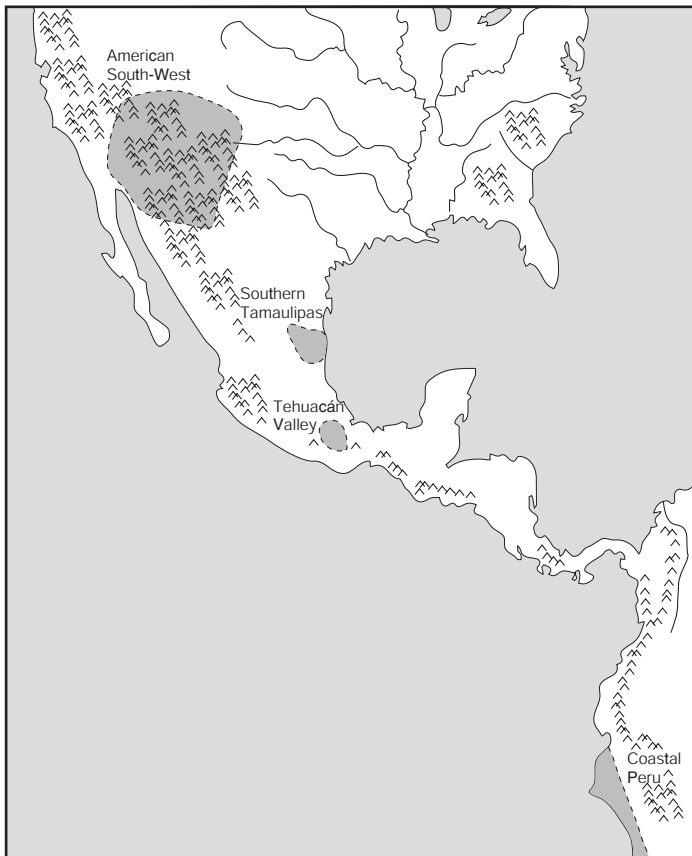 American
South-West
Southern
Tamaulipas
Tehuacán
Valley
Coastal
Peru